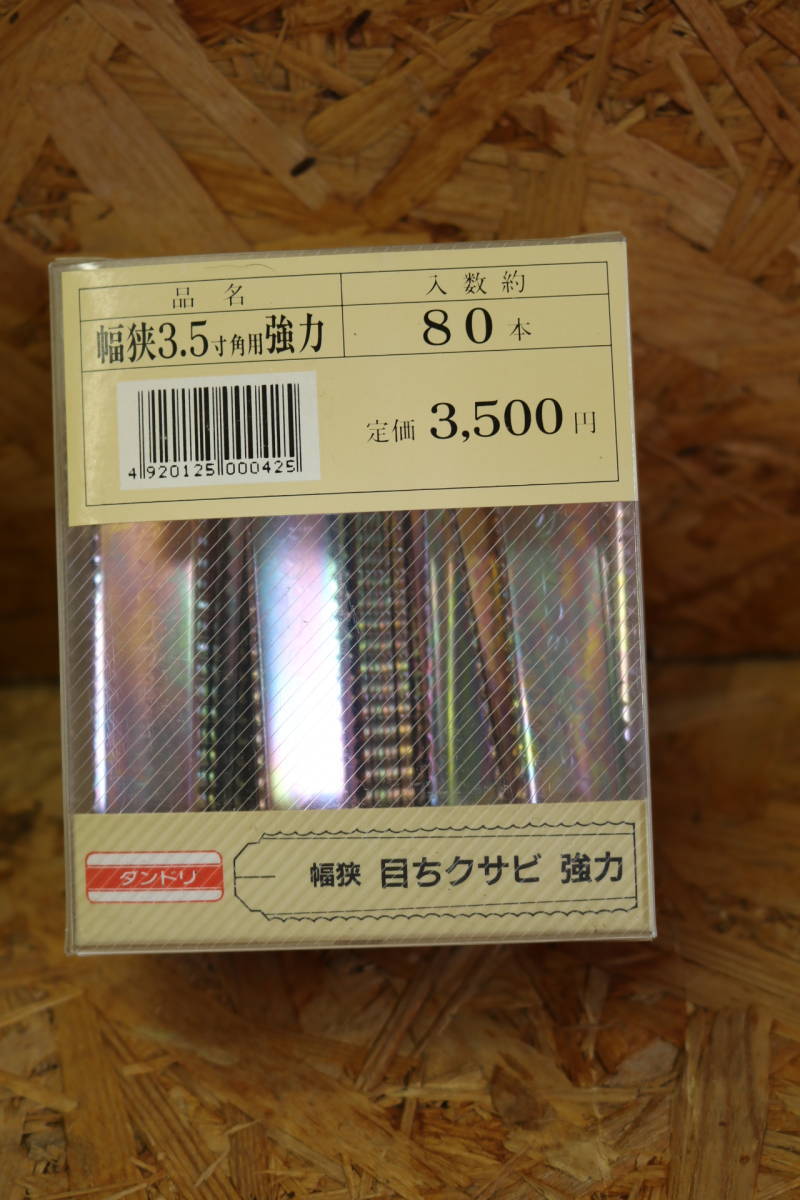 品名
入数約
幅狭3.5寸角用強力
80本
定価 3,500円
4 920125 000425
タンドリ
幅狭 目ちクサビ 強力